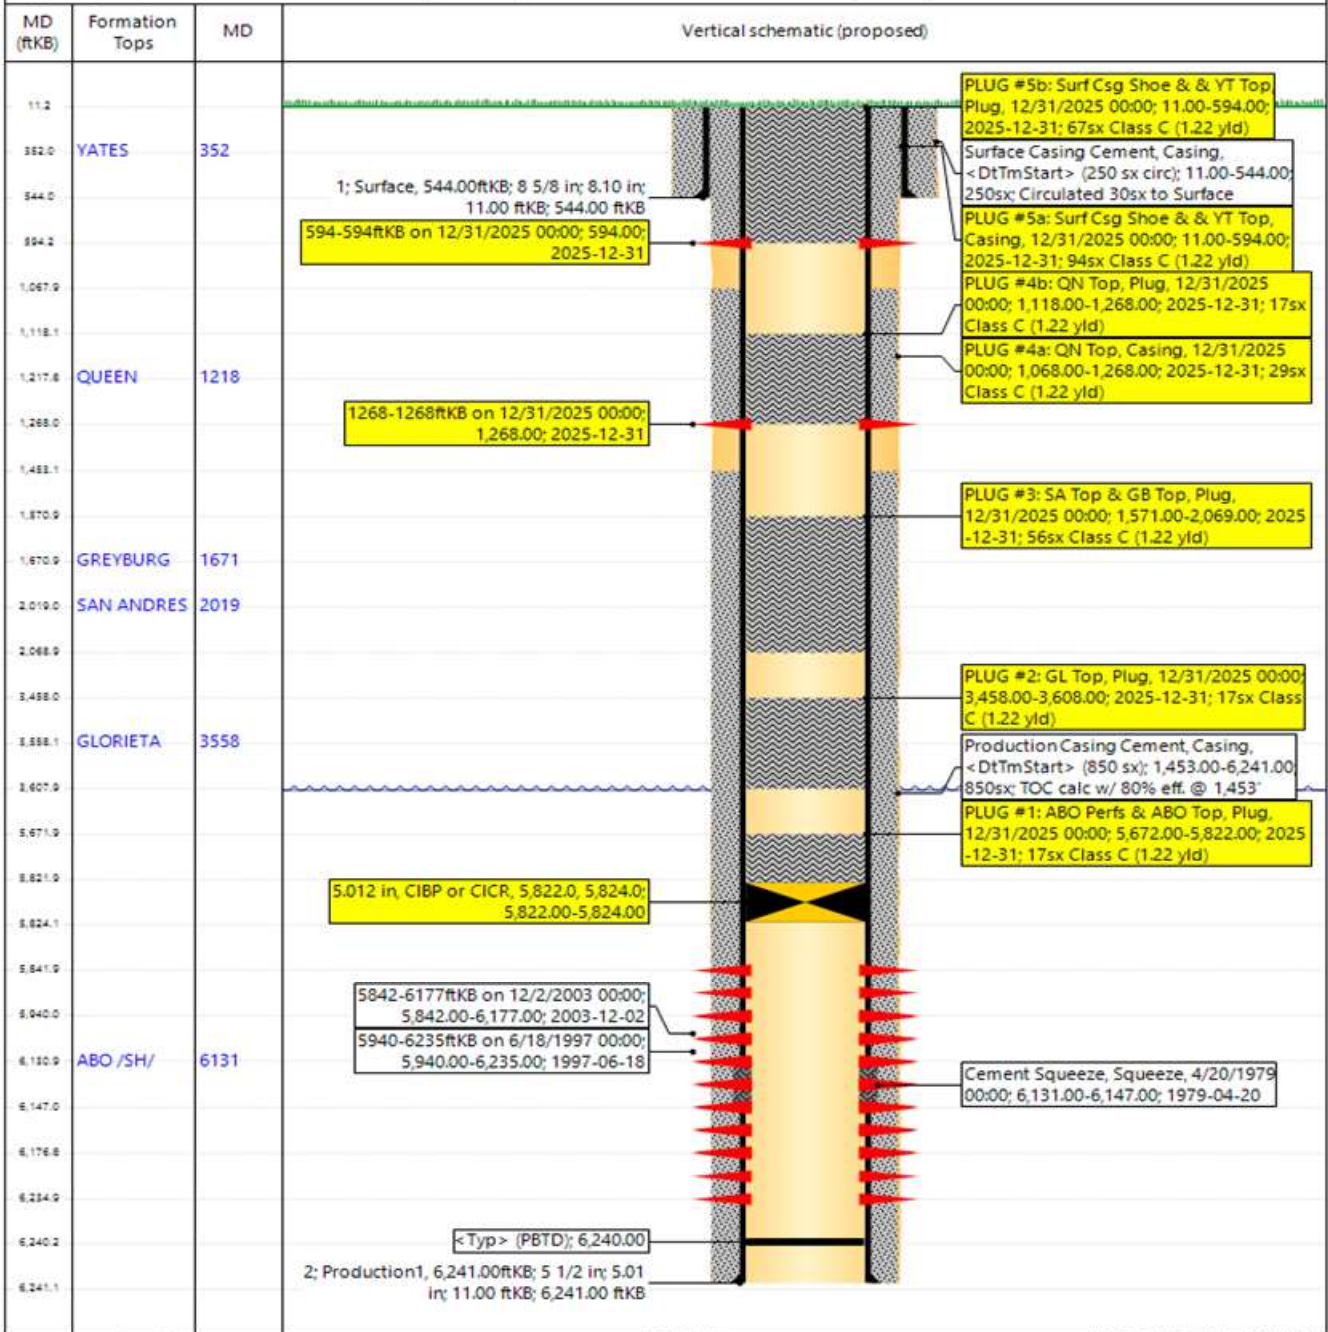 MD
(ftKB)
Formation
Tops
MD
Vertical schematic (proposed)
11.2
352.0
YATES
352
544.0
594.2
1,067.9
1,118.1
1,217.8
QUEEN
1218
1,268.0
1,453.1
1,570.9
1,670.9
GREYBURG
1671
2,019.0
SAN ANDRES
2019
2,068.9
3,458.0
3,558.1
GLORIETA
3558
3,607.9
5,671.9
5,821.9
5,824.1
5,841.9
5,940.0
6,130.9
ABO /SH/
6131
6,147.0
6,176.8
6,234.9
6,240.2
6,241.1
1; Surface, 544.00ftKB; 8 5/8 in; 8.10 in;
11.00 ftKB; 544.00 ftKB
594-594ftKB on 12/31/2025 00:00; 594.00;
2025-12-31
1268-1268ftKB on 12/31/2025 00:00;
1,268.00; 2025-12-31
5.012 in, CIBP or CICR, 5,822.0, 5,824.0;
5,822.00-5,824.00
5842-6177ftKB on 12/2/2003 00:00;
5,842.00-6,177.00; 2003-12-02
5940-6235ftKB on 6/18/1997 00:00;
5,940.00-6,235.00; 1997-06-18
<Typ> (PBTD); 6,240.00
2; Production1, 6,241.00ftKB; 5 1/2 in; 5.01
in; 11.00 ftKB; 6,241.00 ftKB
PLUG #5b: Surf Csg Shoe & & YT Top,
Plug, 12/31/2025 00:00; 11.00-594.00;
2025-12-31; 67sx Class C (1.22 yld)
Surface Casing Cement, Casing,
<DtTmStart> (250 sx circ); 11.00-544.00;
250sx; Circulated 30sx to Surface
PLUG #5a: Surf Csg Shoe & & YT Top,
Casing, 12/31/2025 00:00; 11.00-594.00;
2025-12-31; 94sx Class C (1.22 yld)
PLUG #4b: QN Top, Plug, 12/31/2025
00:00; 1,118.00-1,268.00; 2025-12-31; 17sx
Class C (1.22 yld)
PLUG #4a: QN Top, Casing, 12/31/2025
00:00; 1,068.00-1,268.00; 2025-12-31; 29sx
Class C (1.22 yld)
PLUG #3: SA Top & GB Top, Plug,
12/31/2025 00:00; 1,571.00-2,069.00; 2025
-12-31; 56sx Class C (1.22 yld)
PLUG #2: GL Top, Plug, 12/31/2025 00:00;
3,458.00-3,608.00; 2025-12-31; 17sx Class
C (1.22 yld)
Production Casing Cement, Casing,
<DtTmStart> (850 sx); 1,453.00-6,241.00;
850sx; TOC calc w/ 80% eff. @ 1,453'
PLUG #1: ABO Perfs & ABO Top, Plug,
12/31/2025 00:00; 5,672.00-5,822.00; 2025
-12-31; 17sx Class C (1.22 yld)
Cement Squeeze, Squeeze, 4/20/1979
00:00; 6,131.00-6,147.00; 1979-04-20